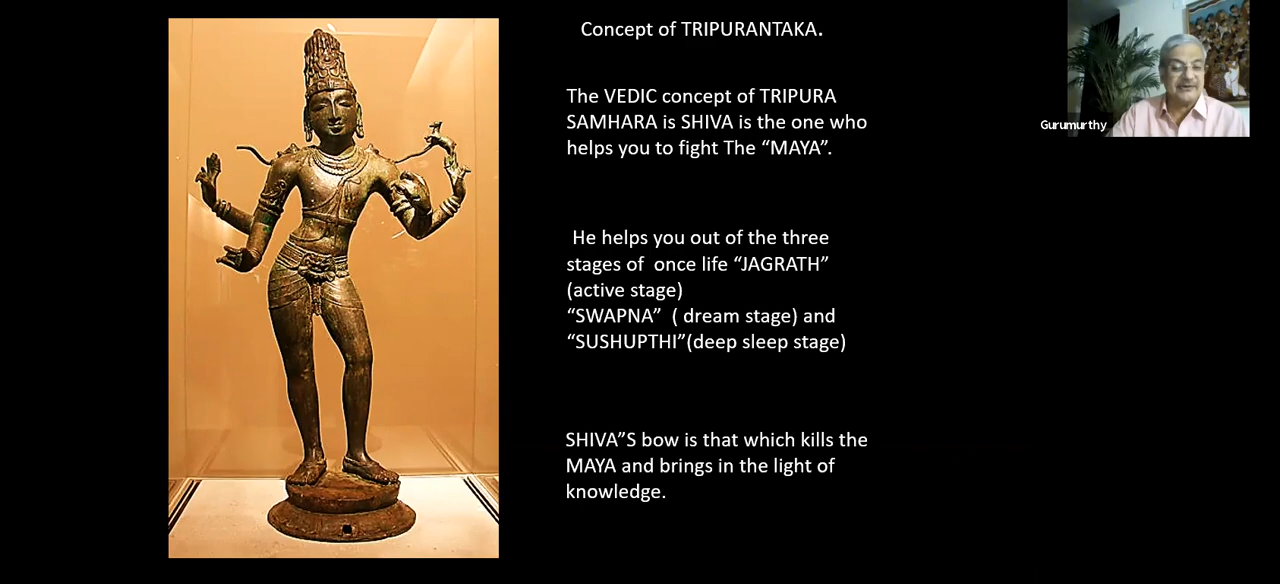 Concept of TRIPURANTAKA.
The VEDIC concept of TRIPURA
SAMHARA is SHIVA is the one who
helps you to fight The “MAYA”.
He helps you out of the three
stages of once life “JAGRATH”
(active stage)
“SWAPNA” ( dream stage) and
“SUSHUPTHI”(deep sleep stage)
SHIVA”S bow is that which kills the
MAYA and brings in the light of
knowledge.
Gurumurthy